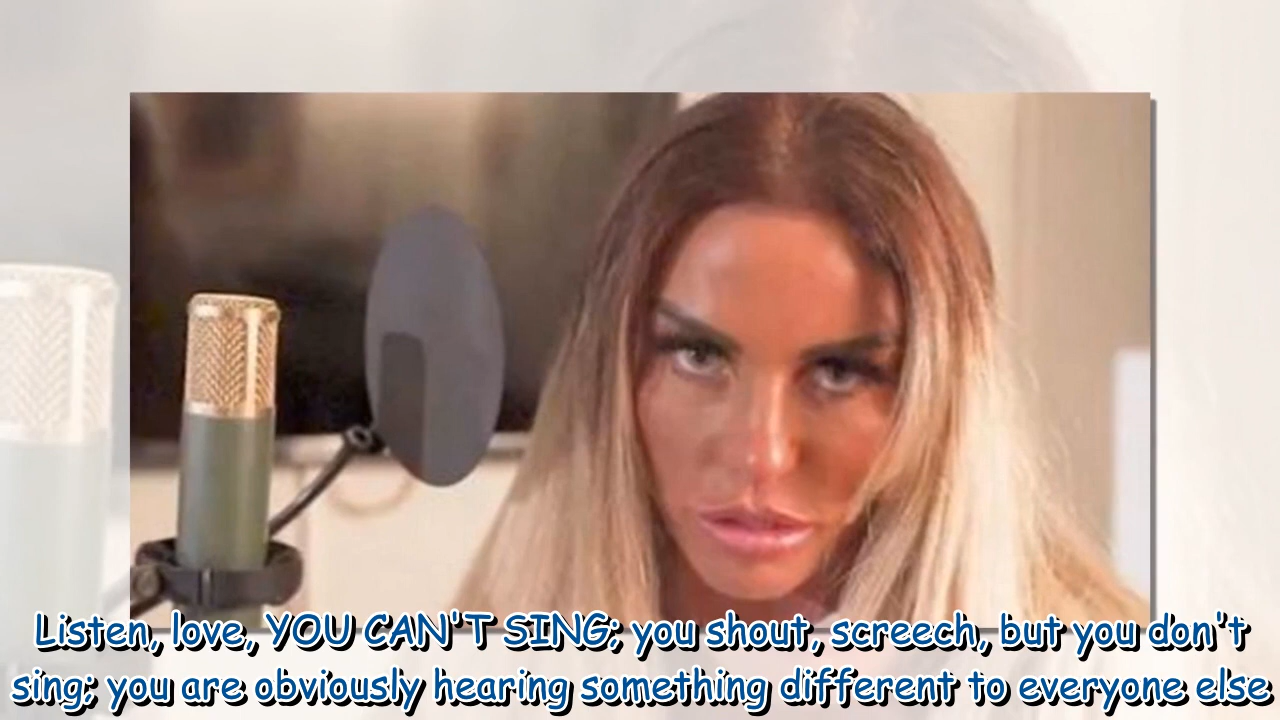 Listen, love, YOU CAN'T SING; you shout, screech, but you don't
sing; you are obviously hearing something different to everyone else